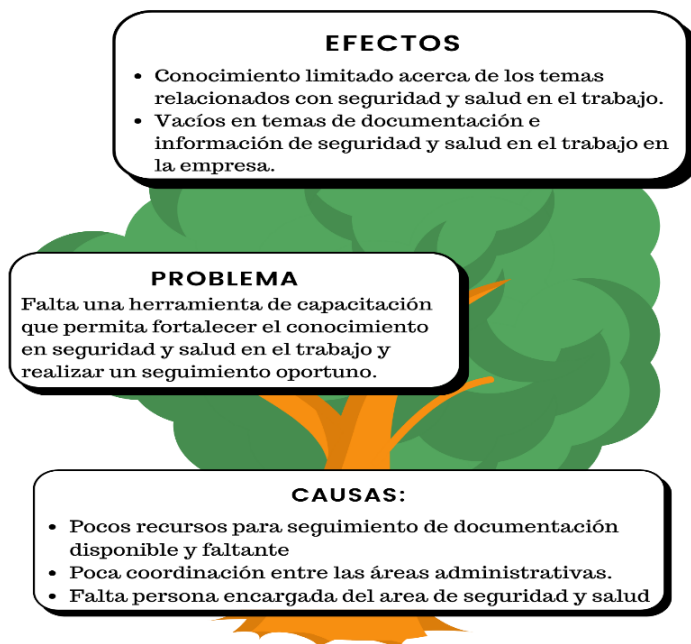 EFECTOS
• Conocimiento limitado acerca de los temas
relacionados con seguridad y salud en el trabajo.
• Vacíos en temas de documentación e
información de seguridad y salud en el trabajo en
la empresa.
PROBLEMA
Falta una herramienta de capacitación
que permita fortalecer el conocimiento
en seguridad y salud en el trabajo y
realizar un seguimiento oportuno.
CAUSAS:
• Pocos recursos para seguimiento de documentación
disponible y faltante
• Poca coordinación entre las áreas administrativas.
• Falta persona encargada del area de seguridad y salud